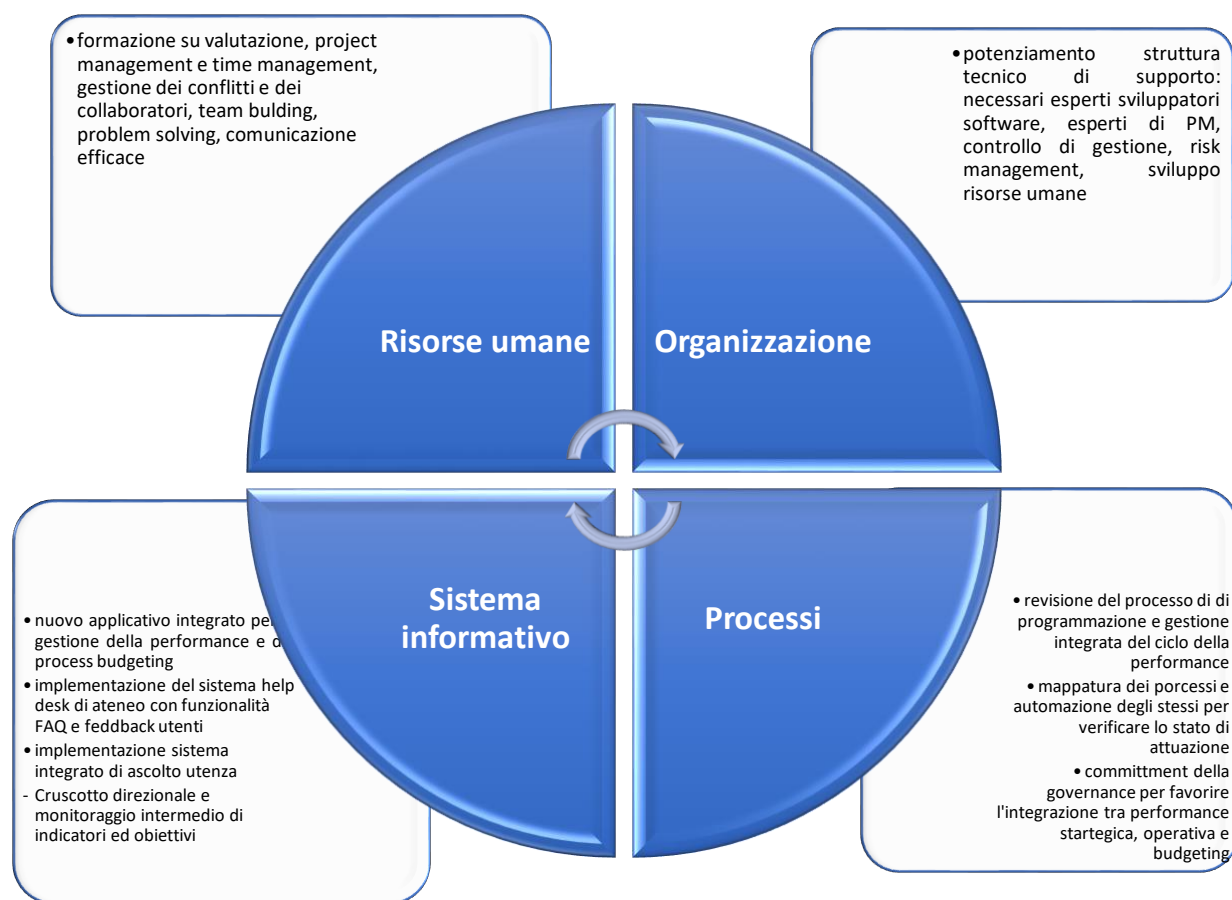 •formazione su valutazione, project
management e time management,
gestione dei conflitti e dei
collaboratori, team bulding,
problem solving, comunicazione
efficace
•potenziamento struttura
tecnico di supporto:
necessari esperti sviluppatori
software, esperti di PM,
controllo di gestione, risk
management, sviluppo
risorse umane
Risorse umane
Organizzazione
Sistema
informativo
Processi
• nuovo applicativo integrato pe
gestione della performance e d
process budgeting
• implementazione del sistema help
desk di ateneo con funzionalità
FAQ e feddback utenti
• implementazione sistema
integrato di ascolto utenza
- Cruscotto direzionale e
monitoraggio intermedio di
indicatori ed obiettivi
• revisione del processo di di
programmazione e gestione
integrata del ciclo della
performance
• mappatura dei porcessi e
automazione degli stessi per
verificare lo stato di
attuazione
• committment della
governance per favorire
l'integrazione tra performance
startegica, operativa e
budgeting